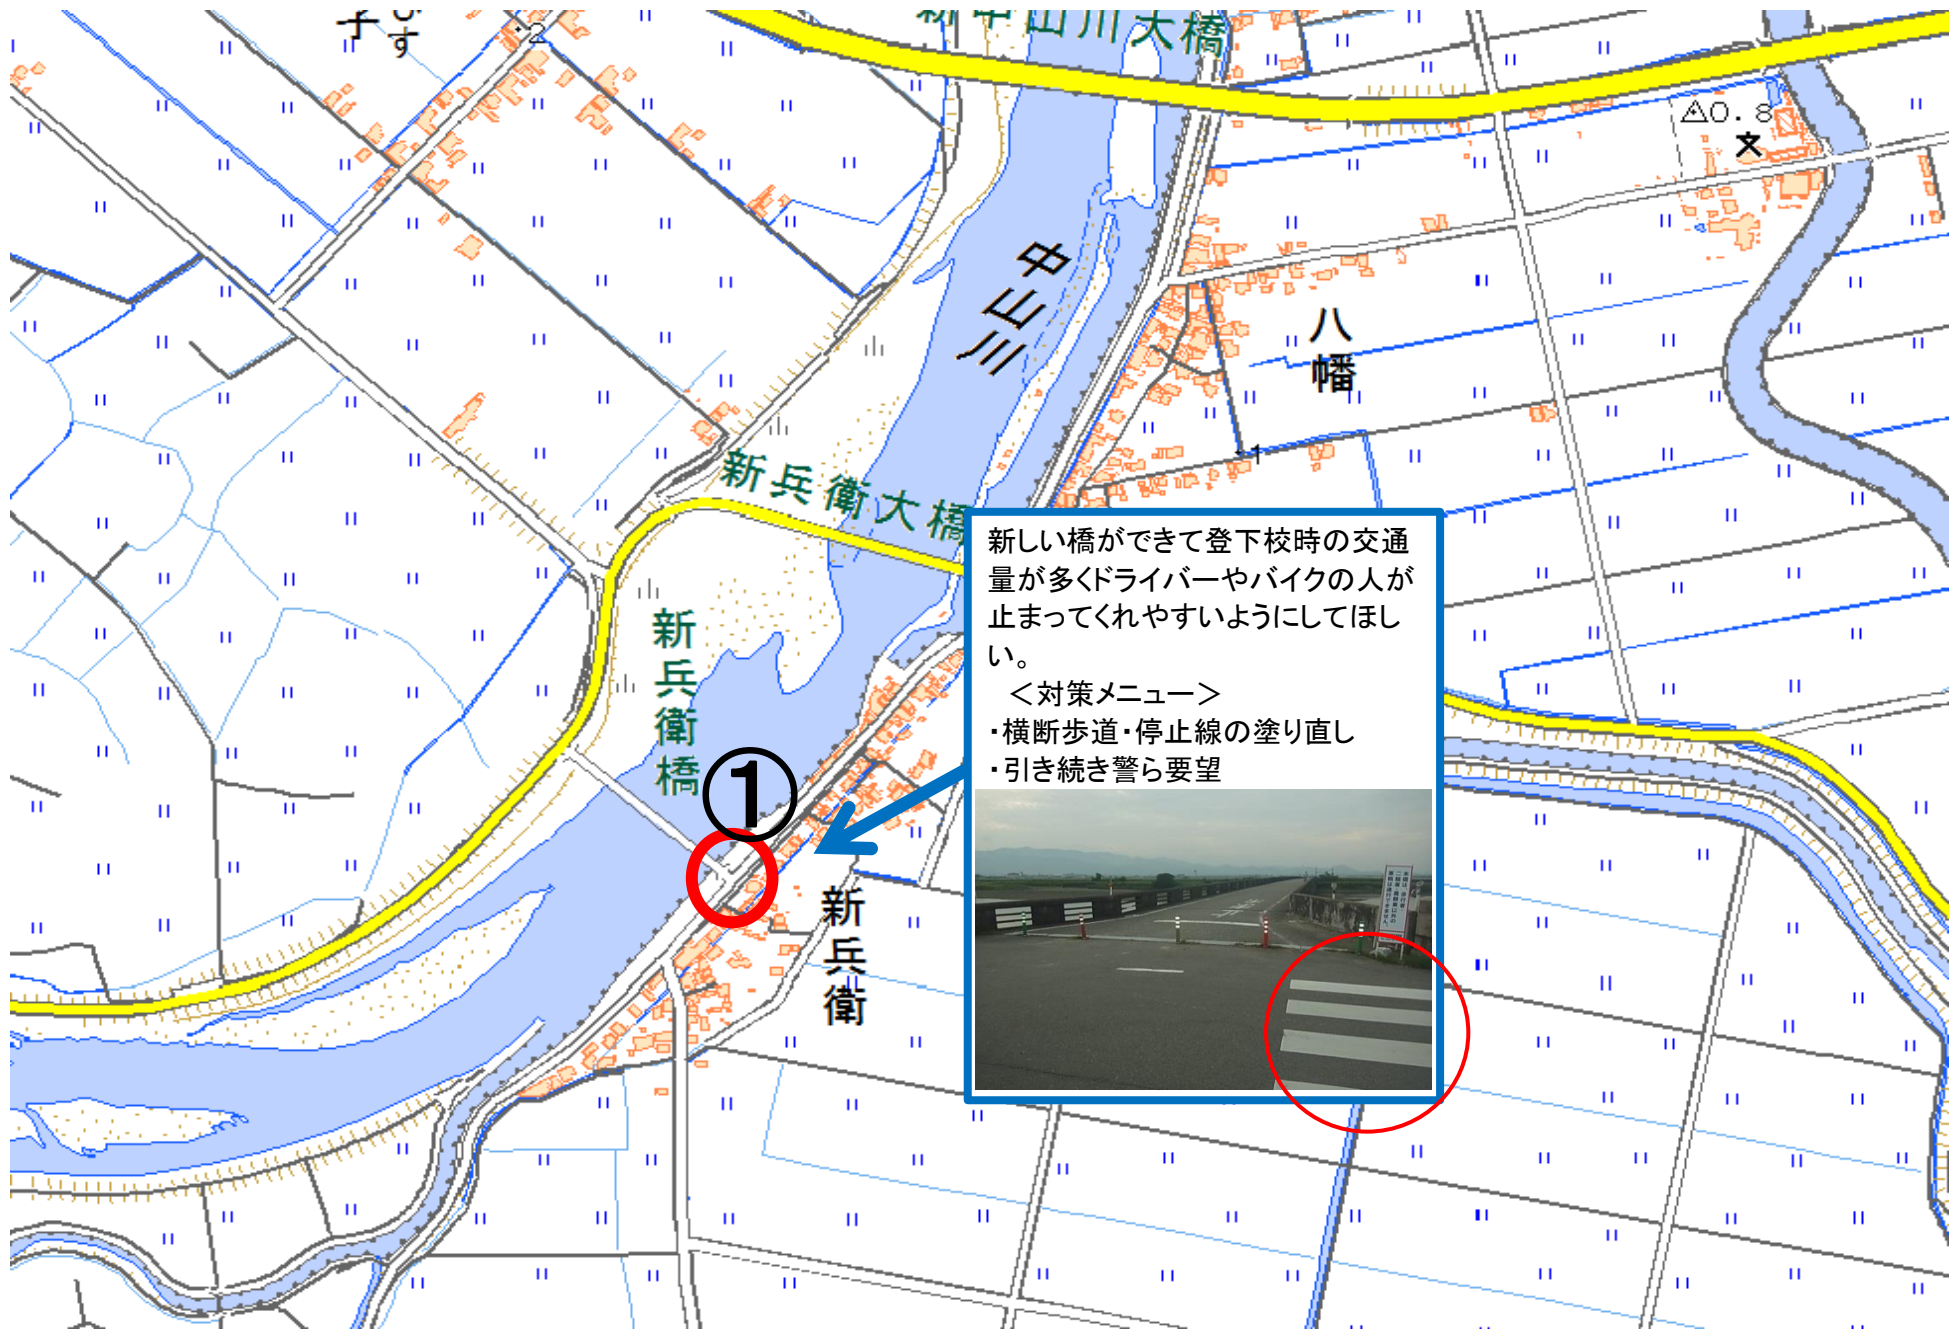 新中山川大橋
子
す
2
△0.8
文
中山川
八幡
1
新兵衛大橋
新しい橋ができて登下校時の交通
量が多くドライバーやバイクの人が
止まってくれやすいようにしてほし
い。
＜対策メニュー＞
・横断歩道・停止線の塗り直し
・引き続き警ら要望
新兵衛橋
①
新兵衛